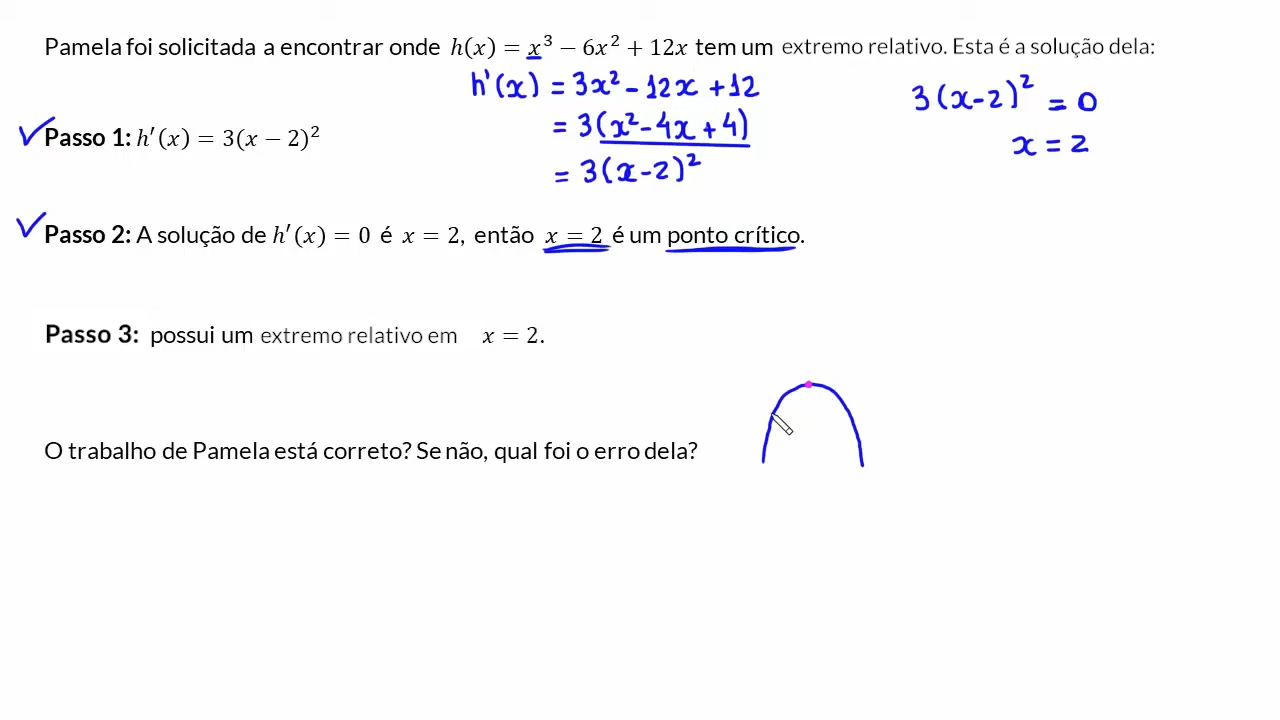 Pamela foi solicitada a encontrar onde h(x) = x³ − 6x² + 12x tem um extremo relativo. Esta é a solução dela:
h'(x) = 3x² - 12x + 12
= 3(x² - 4x + 4)
= 3(x-2)²
3(x-2)² = 0
x = 2
Passo 1: h′(x) = 3(x − 2)²
Passo 2: A solução de h′(x) = 0 é x = 2, então x = 2 é um ponto crítico.
Passo 3: possui um extremo relativo em x = 2.
O trabalho de Pamela está correto? Se não, qual foi o erro dela?